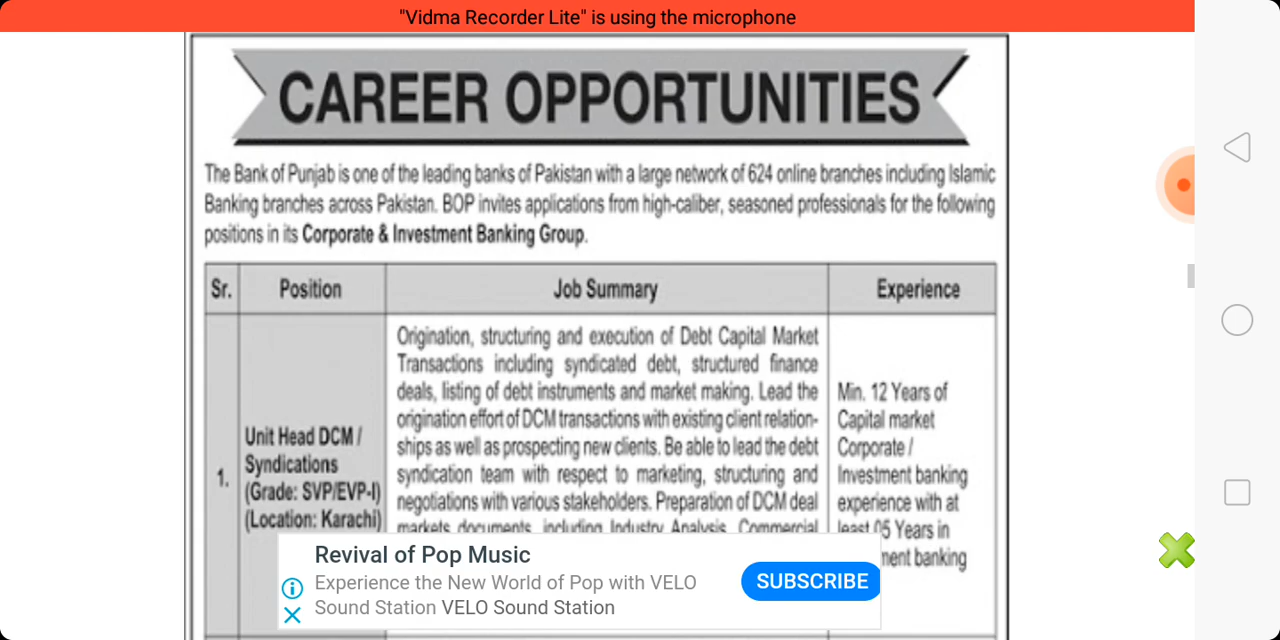 "Vidma Recorder Lite" is using the microphone
CAREER OPPORTUNITIES
The Bank of Punjab is one of the leading banks of Pakistan with a large network of 624 online branches including Islamic
Banking branches across Pakistan. BOP invites applications from high-caliber, seasoned professionals for the following
positions in its Corporate & Investment Banking Group.
Sr.
Position
Job Summary
Experience
1.
Unit Head DCM /
Syndications
(Grade: SVP/EVP-I)
(Location: Karachi)
Origination, structuring and execution of Debt Capital Market
Transactions including syndicated debt, structured finance
deals, listing of debt instruments and market making. Lead the
origination effort of DCM transactions with existing client relation-
ships as well as prospecting new clients. Be able to lead the debt
syndication team with respect to marketing, structuring and
negotiations with various stakeholders. Preparation of DCM deal
markets documents, including Industry Analysis, Commercial
Min. 12 Years of
Capital market
Corporate /
Investment banking
experience with at
least 05 Years in
ment banking
Revival of Pop Music
Experience the New World of Pop with VELO
Sound Station VELO Sound Station
SUBSCRIBE